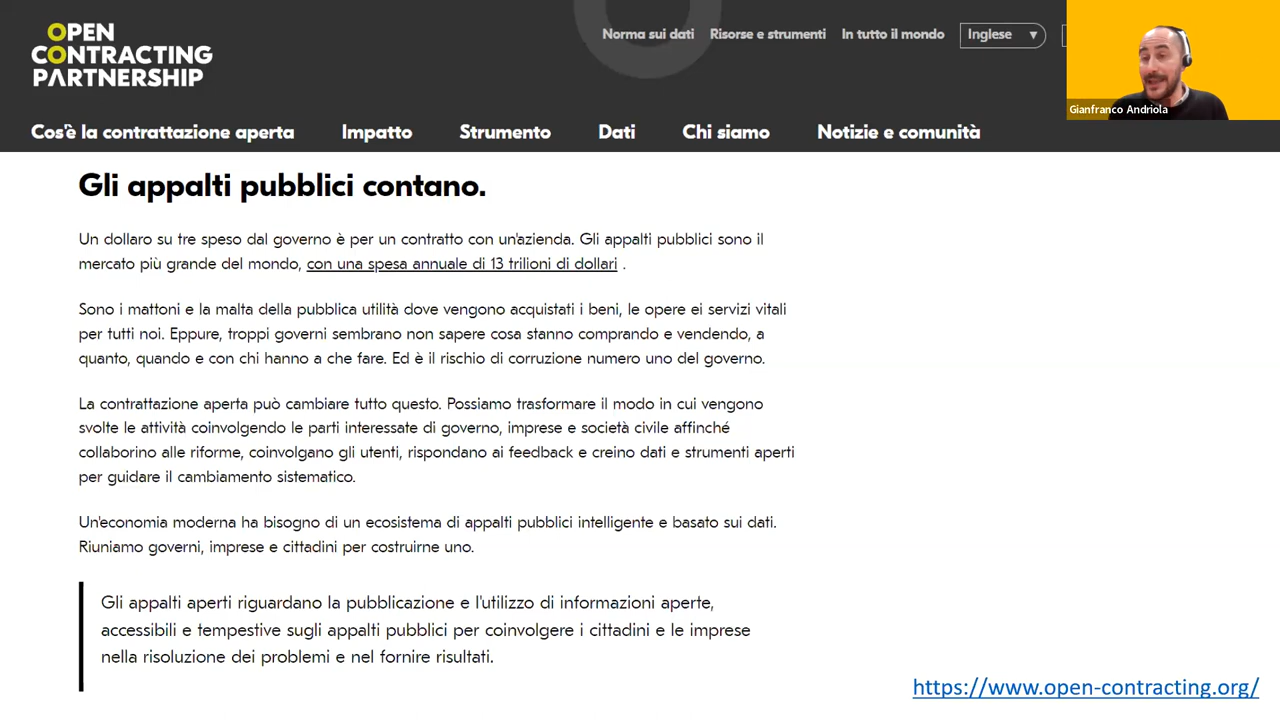 OPEN
CONTRACTING
PARTNERSHIP
Norma sui dati
Risorse e strumenti
In tutto il mondo
Inglese
Gianfranco Andriola
Cos'è la contrattazione aperta
Impatto
Strumento
Dati
Chi siamo
Notizie e comunità
Gli appalti pubblici contano.
Un dollaro su tre speso dal governo è per un contratto con un'azienda. Gli appalti pubblici sono il
mercato più grande del mondo, con una spesa annuale di 13 trilioni di dollari .
Sono i mattoni e la malta della pubblica utilità dove vengono acquistati i beni, le opere ei servizi vitali
per tutti noi. Eppure, troppi governi sembrano non sapere cosa stanno comprando e vendendo, a
quanto, quando e con chi hanno a che fare. Ed è il rischio di corruzione numero uno del governo.
La contrattazione aperta può cambiare tutto questo. Possiamo trasformare il modo in cui vengono
svolte le attività coinvolgendo le parti interessate di governo, imprese e società civile affinché
collaborino alle riforme, coinvolgano gli utenti, rispondano ai feedback e creino dati e strumenti aperti
per guidare il cambiamento sistematico.
Un'economia moderna ha bisogno di un ecosistema di appalti pubblici intelligente e basato sui dati.
Riuniamo governi, imprese e cittadini per costruirne uno.
Gli appalti aperti riguardano la pubblicazione e l'utilizzo di informazioni aperte,
accessibili e tempestive sugli appalti pubblici per coinvolgere i cittadini e le imprese
nella risoluzione dei problemi e nel fornire risultati.
https://www.open-contracting.org/